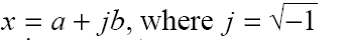 x = a + jb, where j = √−1